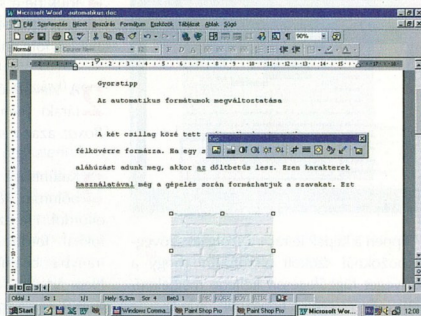 Microsoft Word - automatikus.doc
Fájl Szerkesztés Nézet Beszúrás Formátum Eszközök Táblázat Ablak Súgó
90%
Normál Courier New
Gyorstipp
Az automatikus formátumok megváltoztatása
A két csillag közé tett
félkövérre formázza. Ha egy s
aláhúzást adunk meg, akkor az dőltbetűs lesz. Ezen karakterek
használatával még a gépelés során formázhatjuk a szavakat. Ezt
Oldal 1 Sz 1 1/1 Hely 5,3cm Sor 4 Betű 1
Start Windows Comma... Paint Shop Pro Paint Shop Pro Microsoft Wor... 12:08